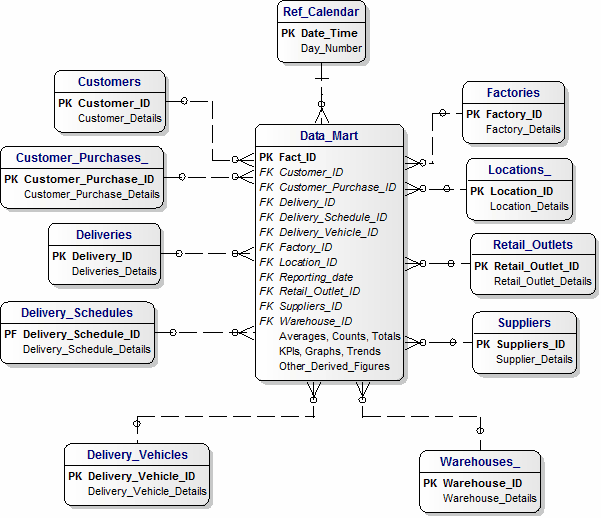 Ref_Calendar
PK Date_Time
Day_Number
Customers
PK Customer_ID
Customer_Details
Customer_Purchases_
PK Customer_Purchase_ID
Customer_Purchase_Details
Deliveries
PK Delivery_ID
Deliveries_Details
Delivery_Schedules
PF Delivery_Schedule_ID
Delivery_Schedule_Details
Data_Mart
PK Fact_ID
FK Customer_ID
FK Customer_Purchase_ID
FK Delivery_ID
FK Delivery_Schedule_ID
FK Delivery_Vehicle_ID
FK Factory_ID
FK Location_ID
FK Reporting_date
FK Retail_Outlet_ID
FK Suppliers_ID
FK Warehouse_ID
Averages, Counts, Totals
KPIs, Graphs, Trends
Other_Derived_Figures
Factories
PK Factory_ID
Factory_Details
Locations_
PK Location_ID
Location_Details
Retail_Outlets
PK Retail_Outlet_ID
Retail_Outlet_Details
Suppliers
PK Suppliers_ID
Supplier_Details
Delivery_Vehicles
PK Delivery_Vehicle_ID
Delivery_Vehicle_Details
Warehouses_
PK Warehouse_ID
Warehouse_Details